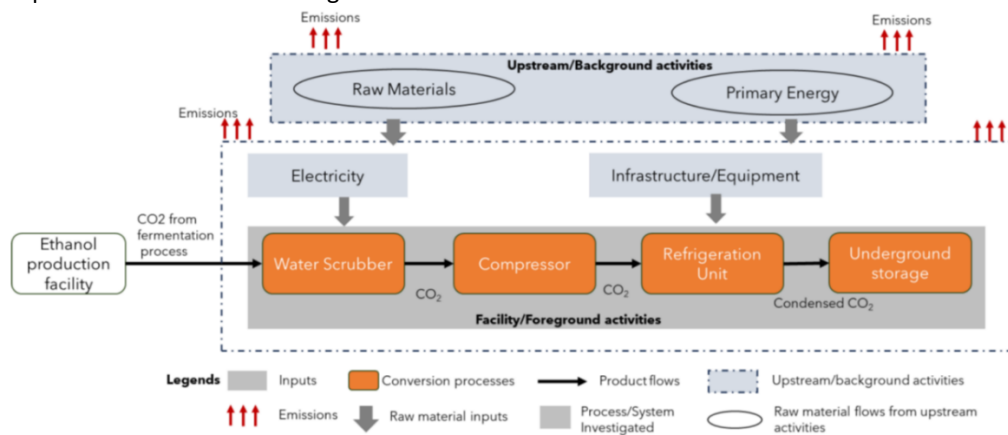 Emissions
Emissions
Upstream/Background activities
Raw Materials
Primary Energy
Emissions
Electricity
Infrastructure/Equipment
CO2 from
fermentation
process
Ethanol
production
facility
Water Scrubber
Compressor
Refrigeration
Unit
Underground
storage
CO₂
CO₂
Condensed CO₂
Facility/Foreground activities
Legends
Inputs
Conversion processes
Product flows
Upstream/background activities
Emissions
Raw material inputs
Process/System
Investigated
Raw material flows from upstream
activities